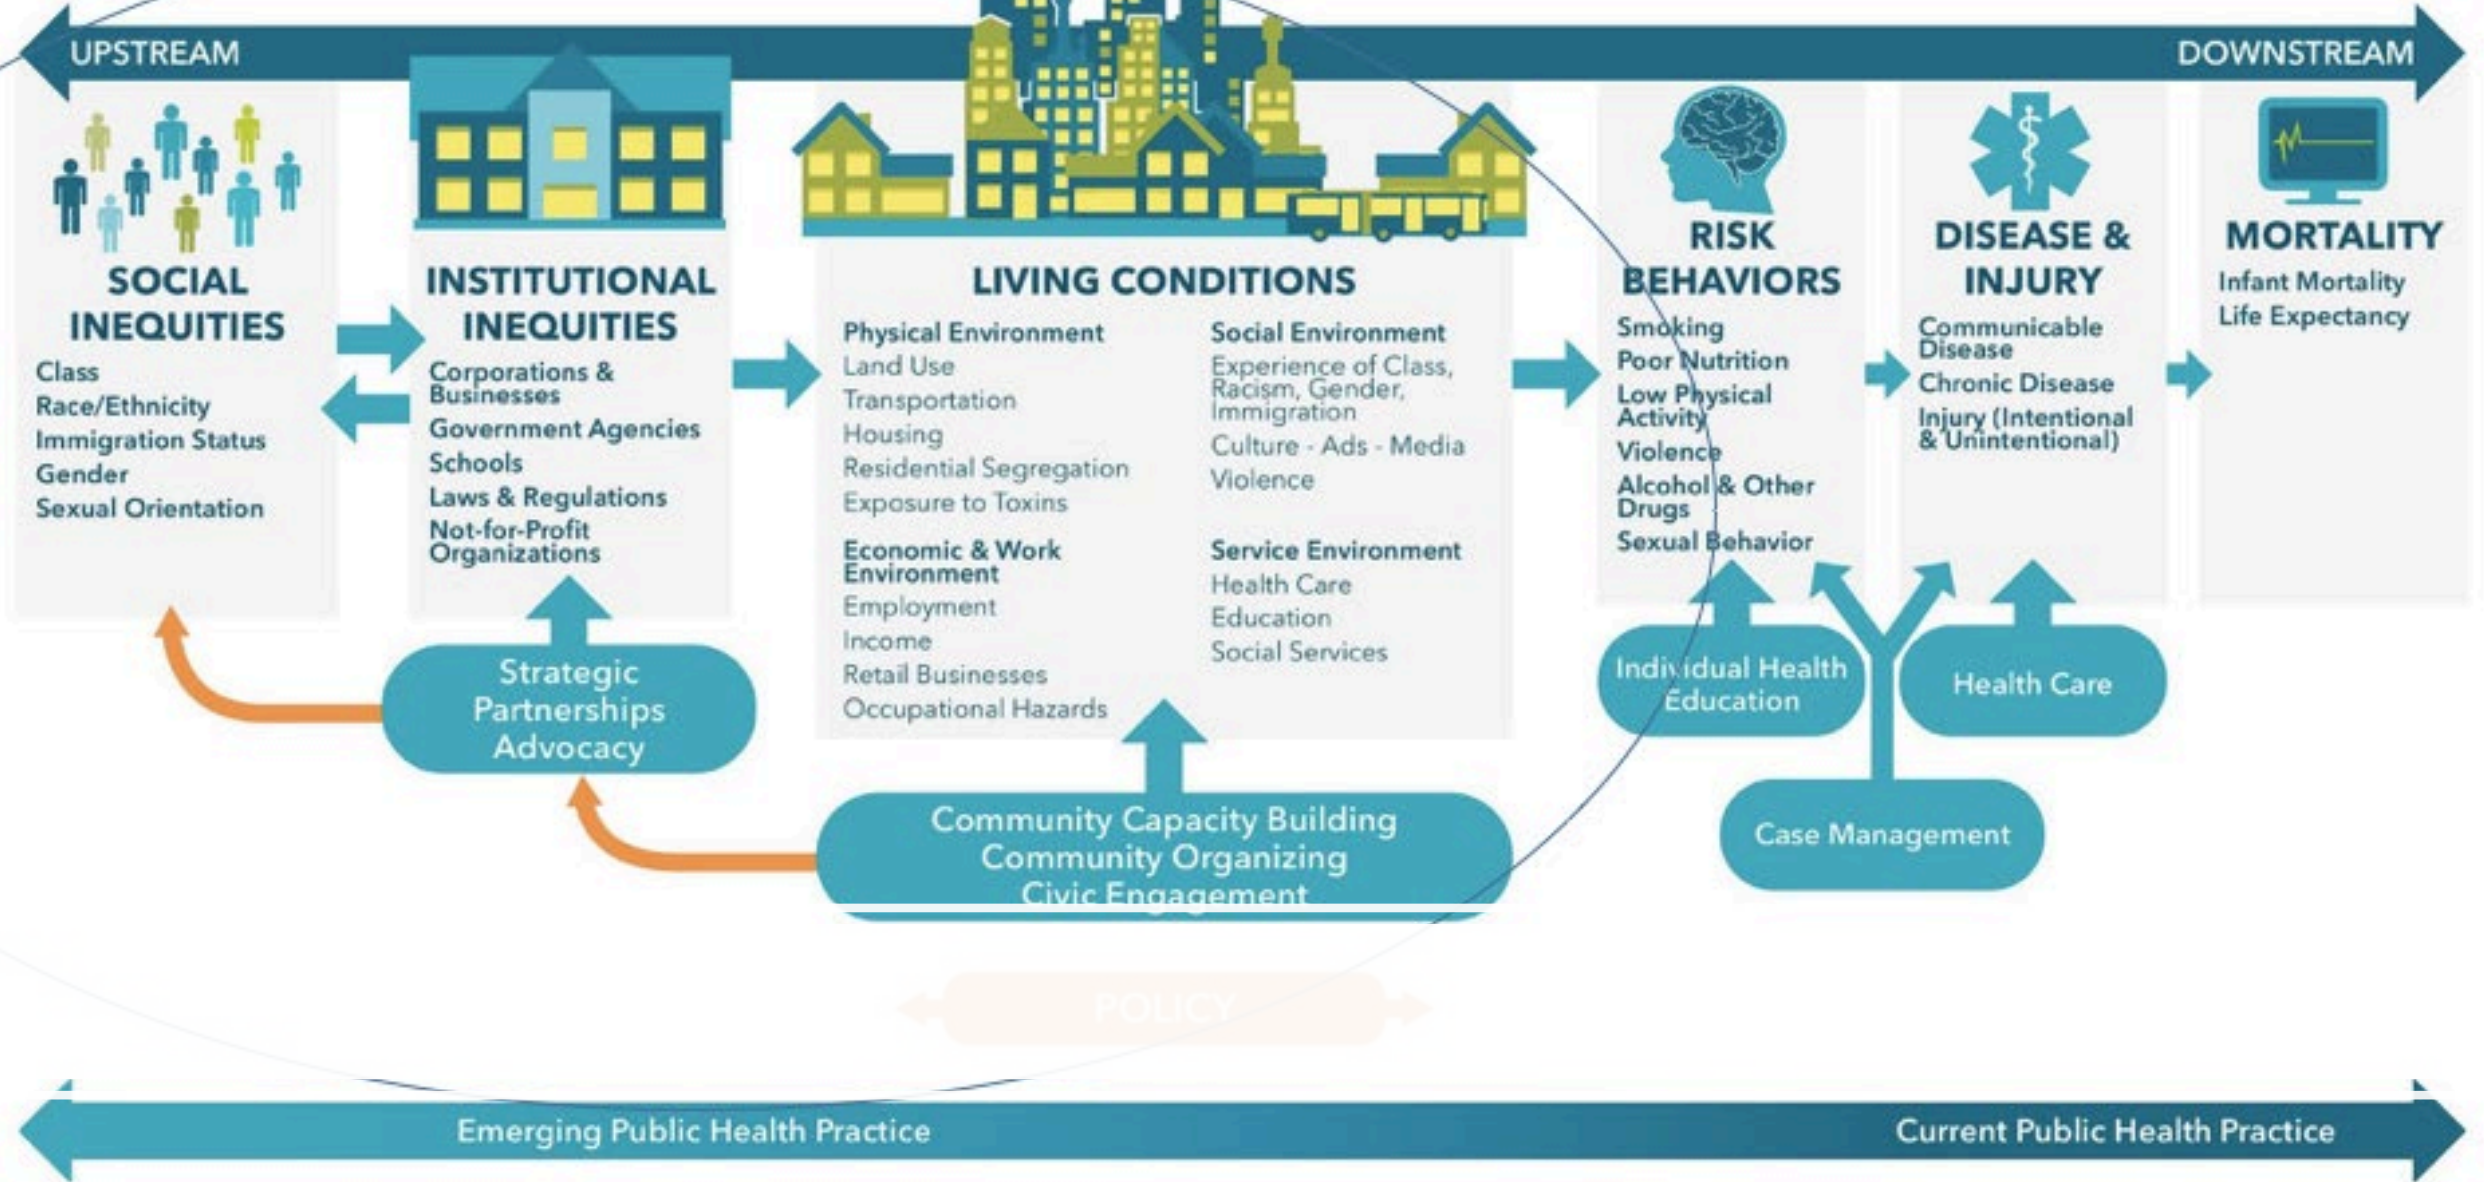 UPSTREAM
DOWNSTREAM
SOCIAL
INEQUITIES
Class
Race/Ethnicity
Immigration Status
Gender
Sexual Orientation
INSTITUTIONAL
INEQUITIES
Corporations &
Businesses
Government Agencies
Schools
Laws & Regulations
Not-for-Profit
Organizations
LIVING CONDITIONS
Physical Environment
Land Use
Transportation
Housing
Residential Segregation
Exposure to Toxins
Economic & Work
Environment
Employment
Income
Retail Businesses
Occupational Hazards
Social Environment
Experience of Class,
Racism, Gender,
Immigration
Culture - Ads - Media
Violence
Service Environment
Health Care
Education
Social Services
RISK
BEHAVIORS
Smoking
Poor Nutrition
Low Physical
Activity
Violence
Alcohol & Other
Drugs
Sexual Behavior
DISEASE &
INJURY
Communicable
Disease
Chronic Disease
Injury (Intentional
& Unintentional)
MORTALITY
Infant Mortality
Life Expectancy
Strategic
Partnerships
Advocacy
Community Capacity Building
Community Organizing
Civic Engagement
Individual Health
Education
Health Care
Case Management
POLICY
Emerging Public Health Practice
Current Public Health Practice